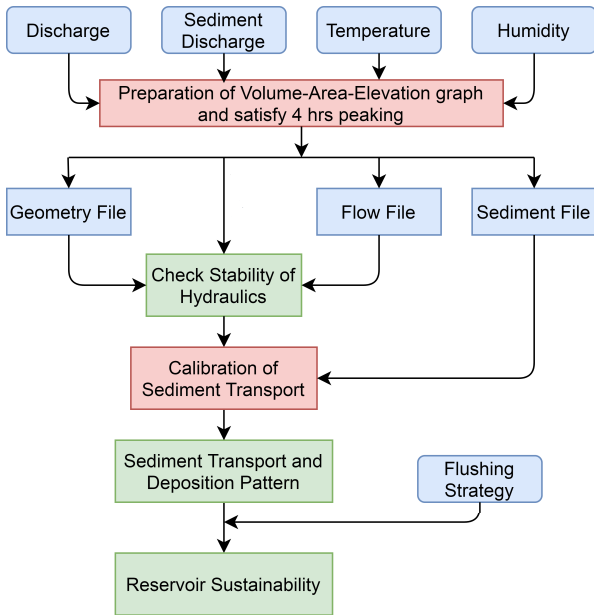 Discharge
Sediment
Discharge
Temperature
Humidity
Preparation of Volume-Area-Elevation graph
and satisfy 4 hrs peaking
Geometry File
Flow File
Sediment File
Check Stability of
Hydraulics
Calibration of
Sediment Transport
Sediment Transport and
Deposition Pattern
Flushing
Strategy
Reservoir Sustainability